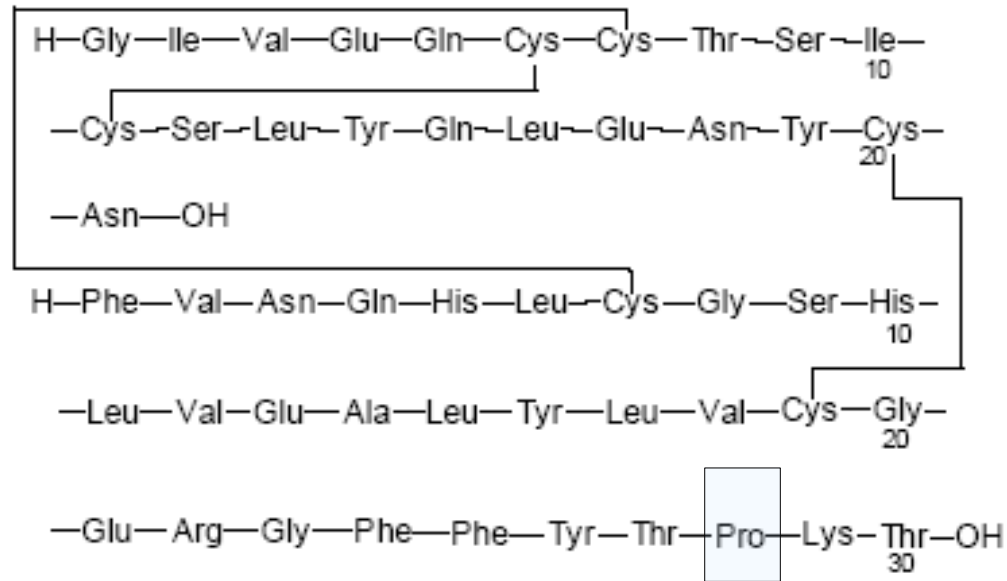 H—Gly—Ile—Val—Glu—Gln—Cys—Cys—Thr—Ser—Ile—
10
—Cys—Ser—Leu—Tyr—Gln—Leu—Glu—Asn—Tyr—Cys—
20
—Asn—OH
H—Phe—Val—Asn—Gln—His—Leu—Cys—Gly—Ser—His—
10
—Leu—Val—Glu—Ala—Leu—Tyr—Leu—Val—Cys—Gly—
20
—Glu—Arg—Gly—Phe—Phe—Tyr—Thr—Pro—Lys—Thr—OH
30